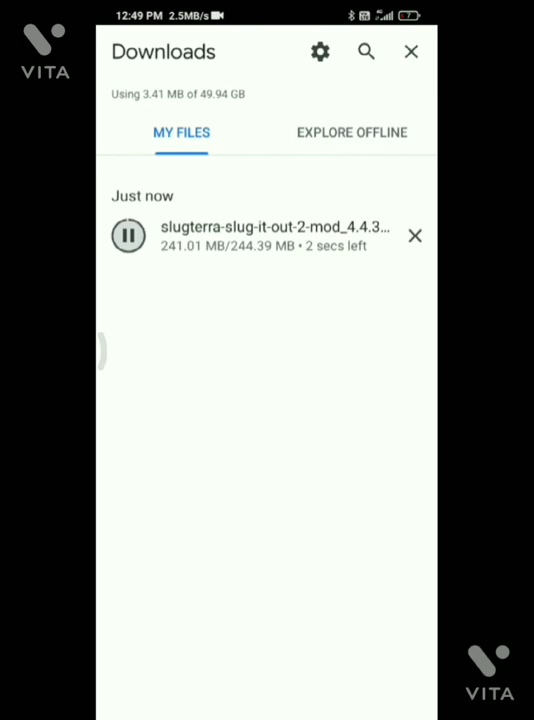 12:49 PM 2.5MB/s
VITA
Downloads
Using 3.41 MB of 49.94 GB
MY FILES
EXPLORE OFFLINE
Just now
slugterra-slug-it-out-2-mod_4.4.3...
241.01 MB/244.39 MB • 2 secs left
VITA